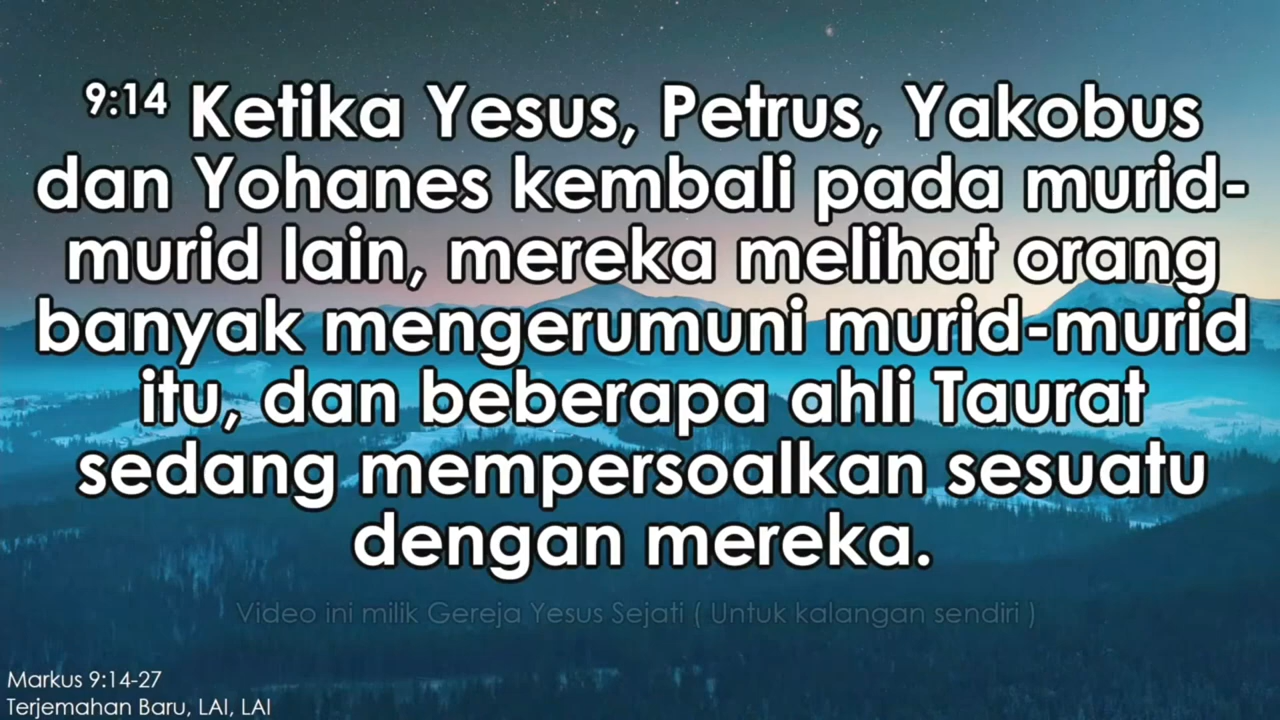 9:14 Ketika Yesus, Petrus, Yakobus
dan Yohanes kembali pada murid-
murid lain, mereka melihat orang
banyak mengerumuni murid-murid
itu, dan beberapa ahli Taurat
sedang mempersoalkan sesuatu
dengan mereka.
Video ini milik Gereja Yesus Sejati ( Untuk kalangan sendiri )
Markus 9:14-27
Terjemahan Baru, LAI, LAI